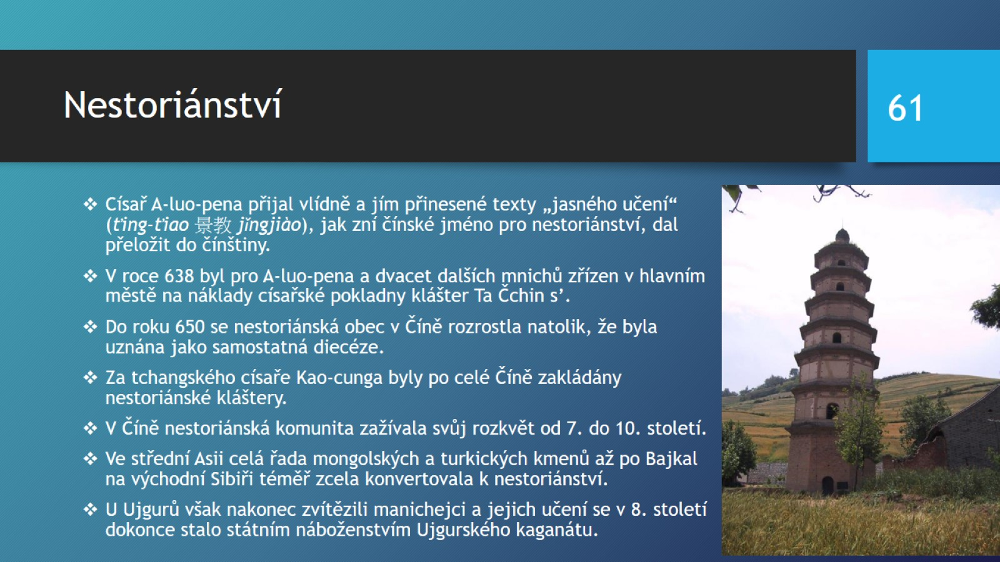 Nestoriánství
61
❖ Císař A-luo-pena přijal vlídně a jím přinesené texty „jasného učení“
(ťing-ťiao 景教 jǐngjiào), jak zní čínské jméno pro nestoriánství, dal
přeložit do čínštiny.
❖ V roce 638 byl pro A-luo-pena a dvacet dalších mnichů zřízen v hlavním
městě na náklady císařské pokladny klášter Ta Čchin s’.
❖ Do roku 650 se nestoriánská obec v Číně rozrostla natolik, že byla
uznána jako samostatná diecéze.
❖ Za tchangského císaře Kao-cunga byly po celé Číně zakládány
nestoriánské kláštery.
❖ V Číně nestoriánská komunita zažívala svůj rozkvět od 7. do 10. století.
❖ Ve střední Asii celá řada mongolských a turkických kmenů až po Bajkal
na východní Sibiři téměř zcela konvertovala k nestoriánství.
❖ U Ujgurů však nakonec zvítězili manichejci a jejich učení se v 8. století
dokonce stalo státním náboženstvím Ujgurského kaganátu.